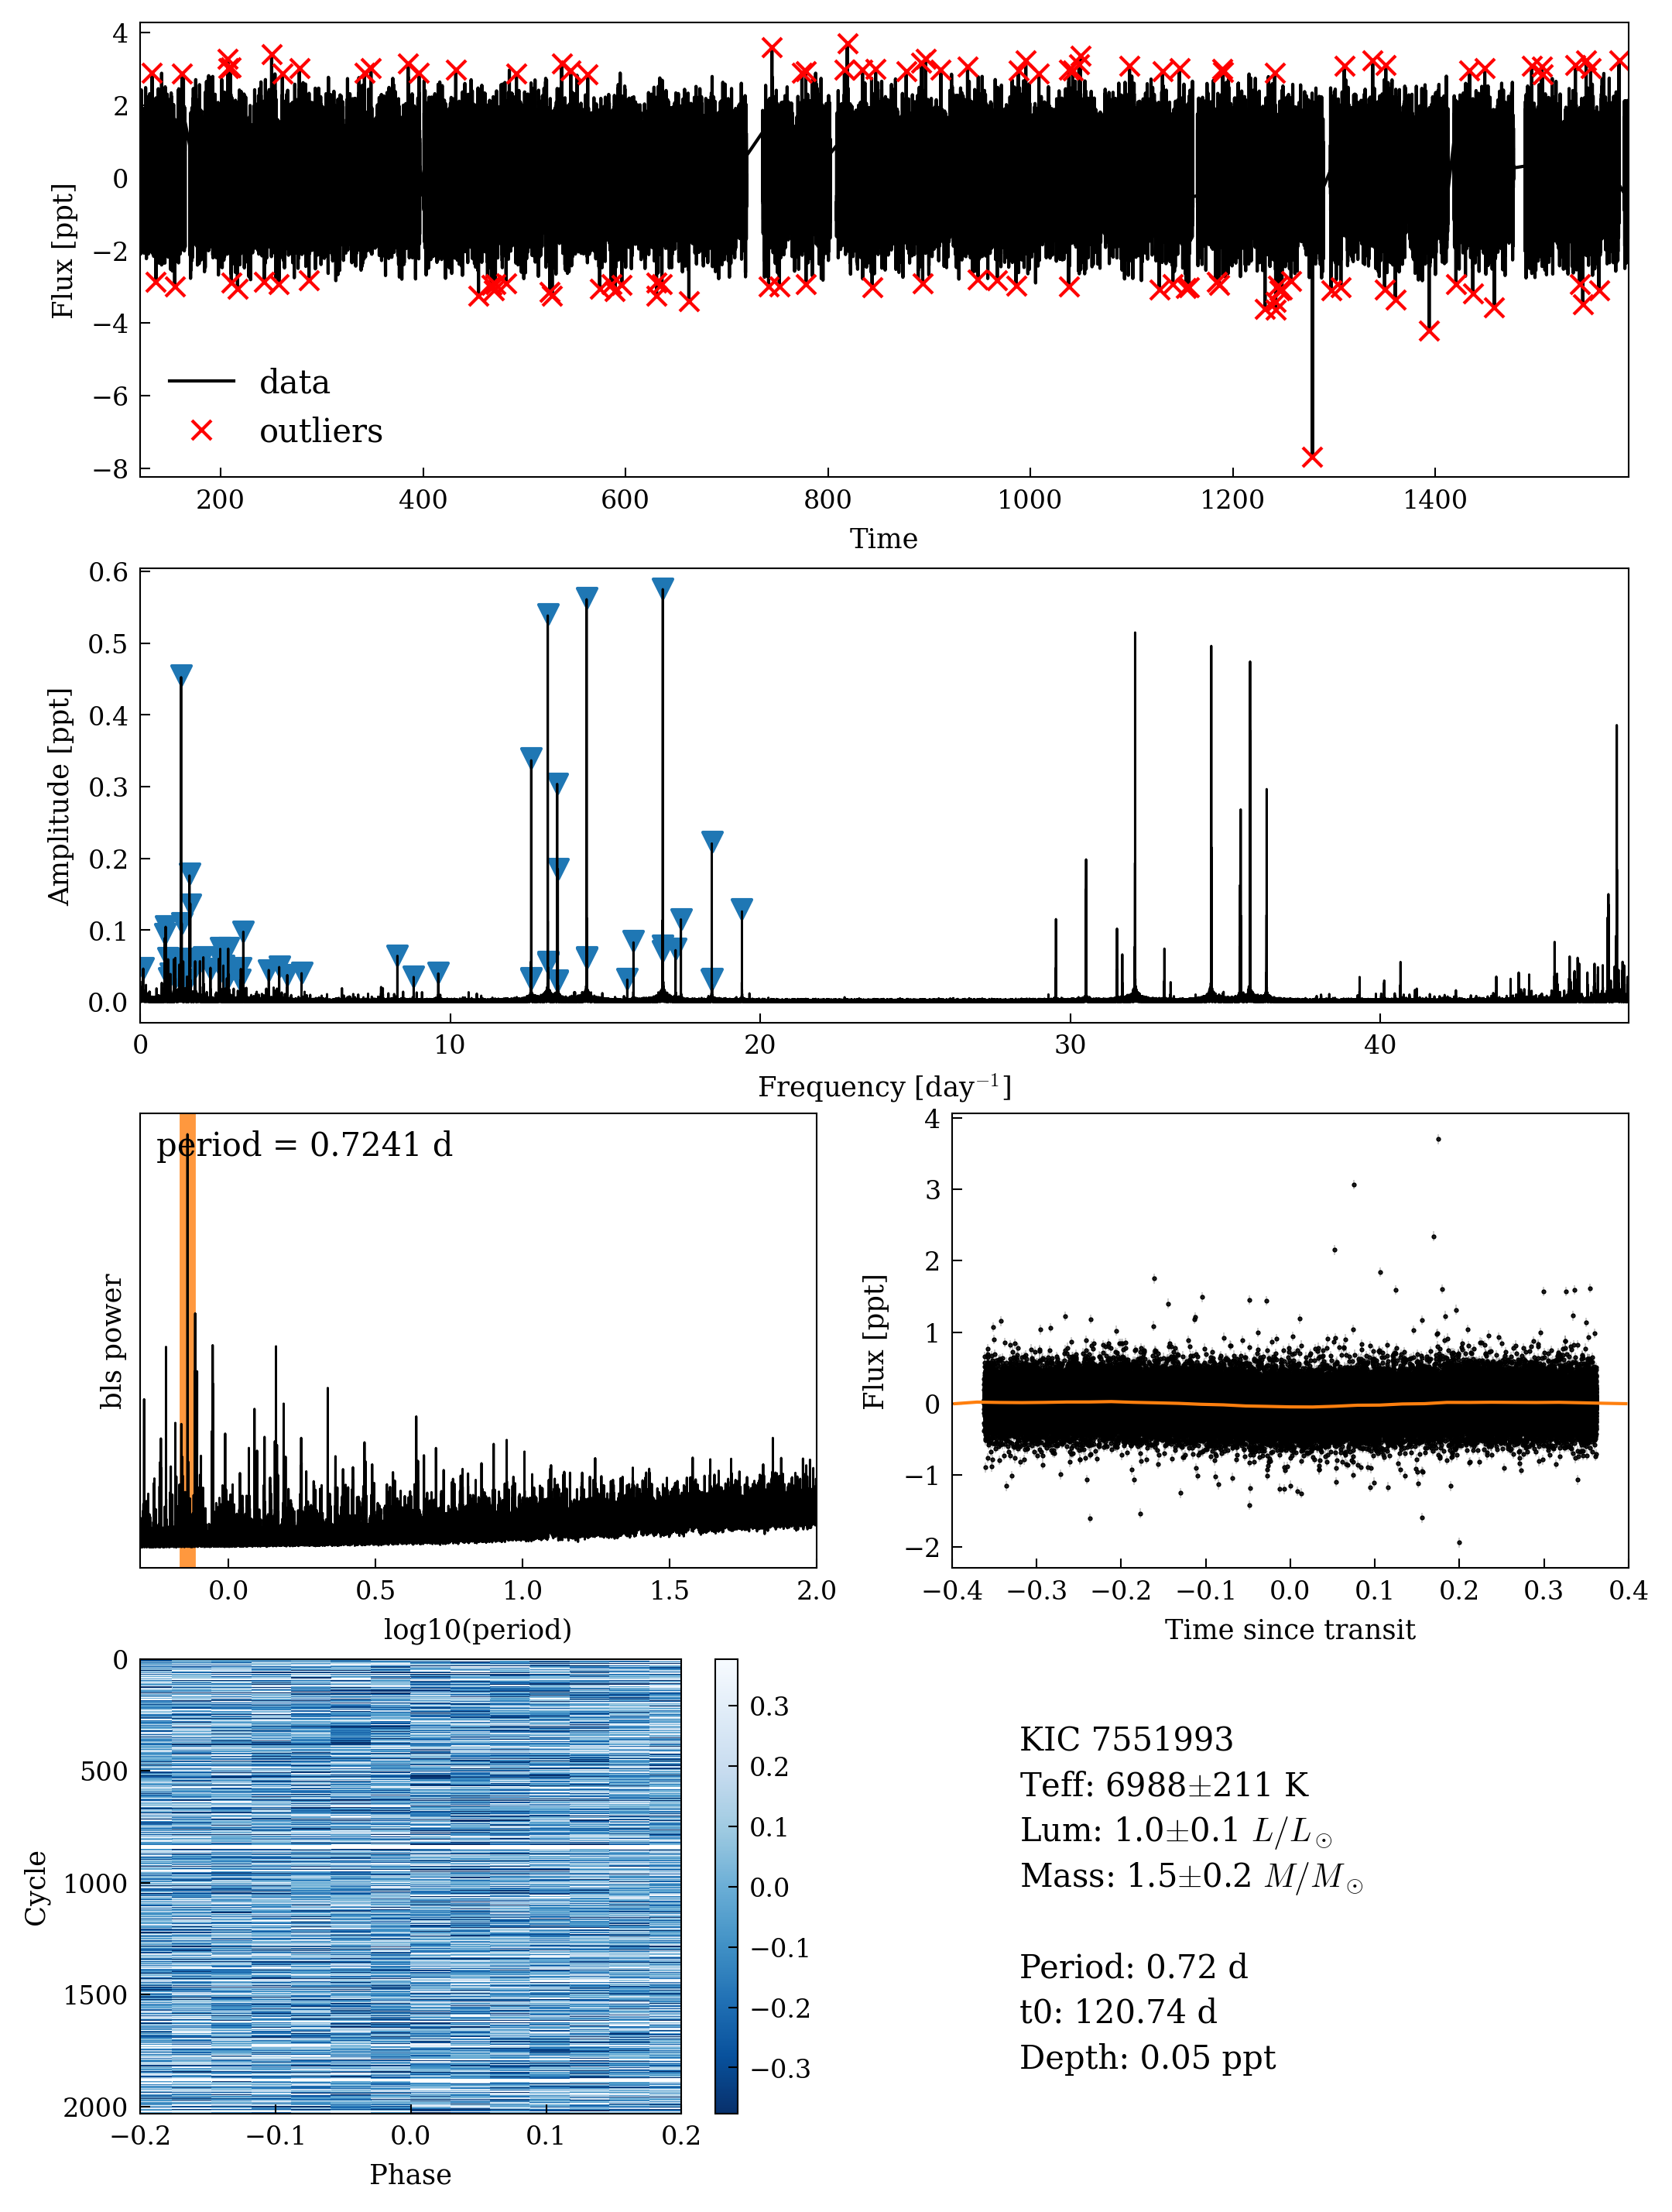 4
2
0
−2
−4
−6
−8
Flux [ppt]
data
outliers
200 400 600 800 1000 1200 1400
Time
0.6
0.5
0.4
0.3
0.2
0.1
0.0
Amplitude [ppt]
0 10 20 30 40
Frequency [day⁻¹]
period = 0.7241 d
bls power
0.0 0.5 1.0 1.5 2.0
log10(period)
4
3
2
1
0
−1
−2
Flux [ppt]
−0.4 −0.3 −0.2 −0.1 0.0 0.1 0.2 0.3 0.4
Time since transit
0
500
1000
1500
2000
Cycle
−0.2 −0.1 0.0 0.1 0.2
Phase
0.3
0.2
0.1
0.0
−0.1
−0.2
−0.3
KIC 7551993
Teff: 6988±211 K
Lum: 1.0±0.1 L/L⊙
Mass: 1.5±0.2 M/M⊙
Period: 0.72 d
t0: 120.74 d
Depth: 0.05 ppt